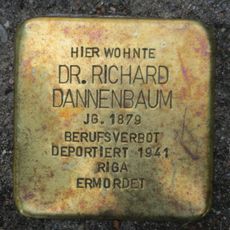 HIER WOHNTE
DR. RICHARD
DANNENBAUM
JG. 1879
BERUFSVERBOT
DEPORTIERT 1941
RIGA
ERMORDET